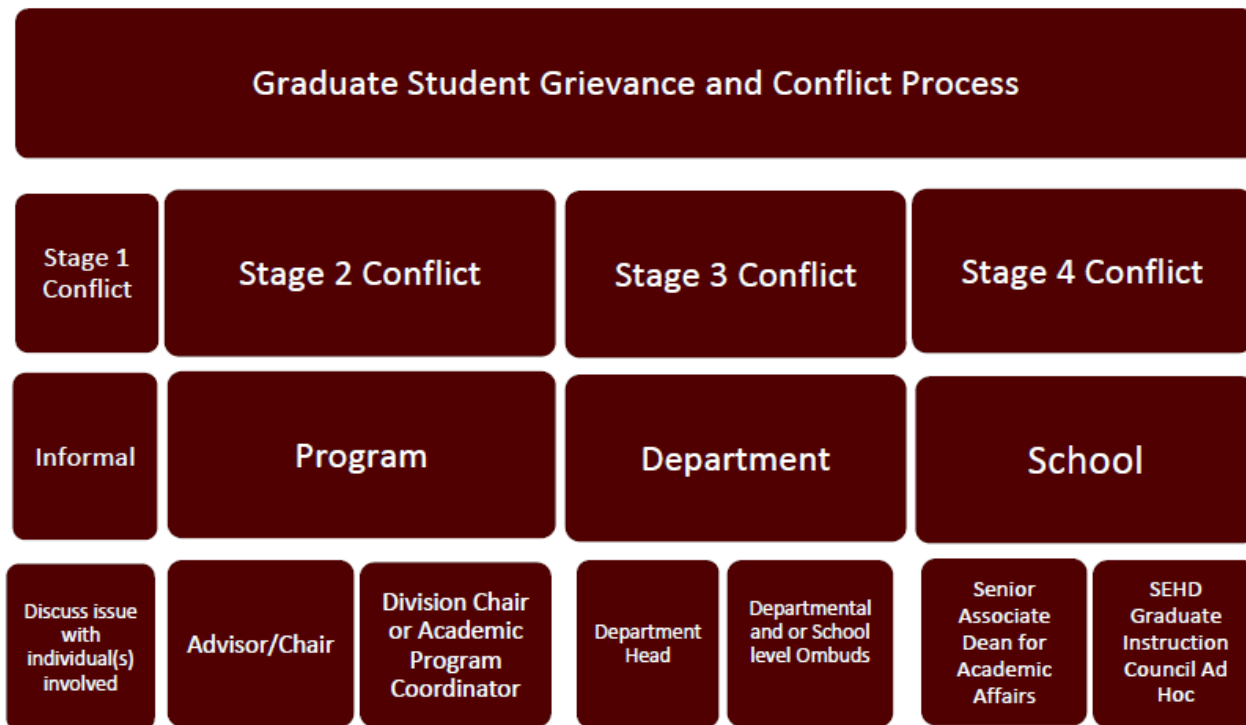 Graduate Student Grievance and Conflict Process
Stage 1
Conflict
Stage 2 Conflict
Stage 3 Conflict
Stage 4 Conflict
Informal
Program
Department
School
Discuss issue
with
individual(s)
involved
Advisor/Chair
Division Chair
or Academic
Program
Coordinator
Department
Head
Departmental
and or School
level Ombuds
Senior
Associate
Dean for
Academic
Affairs
SEHD
Graduate
Instruction
Council Ad
Hoc